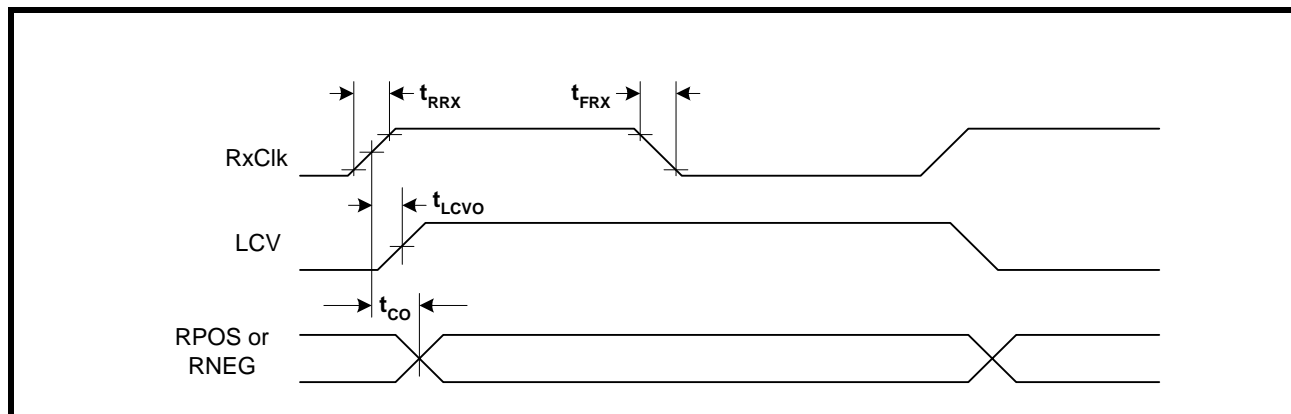 tRRX
tFRX
RxClk
tLCVO
LCV
tCO
RPOS or
RNEG